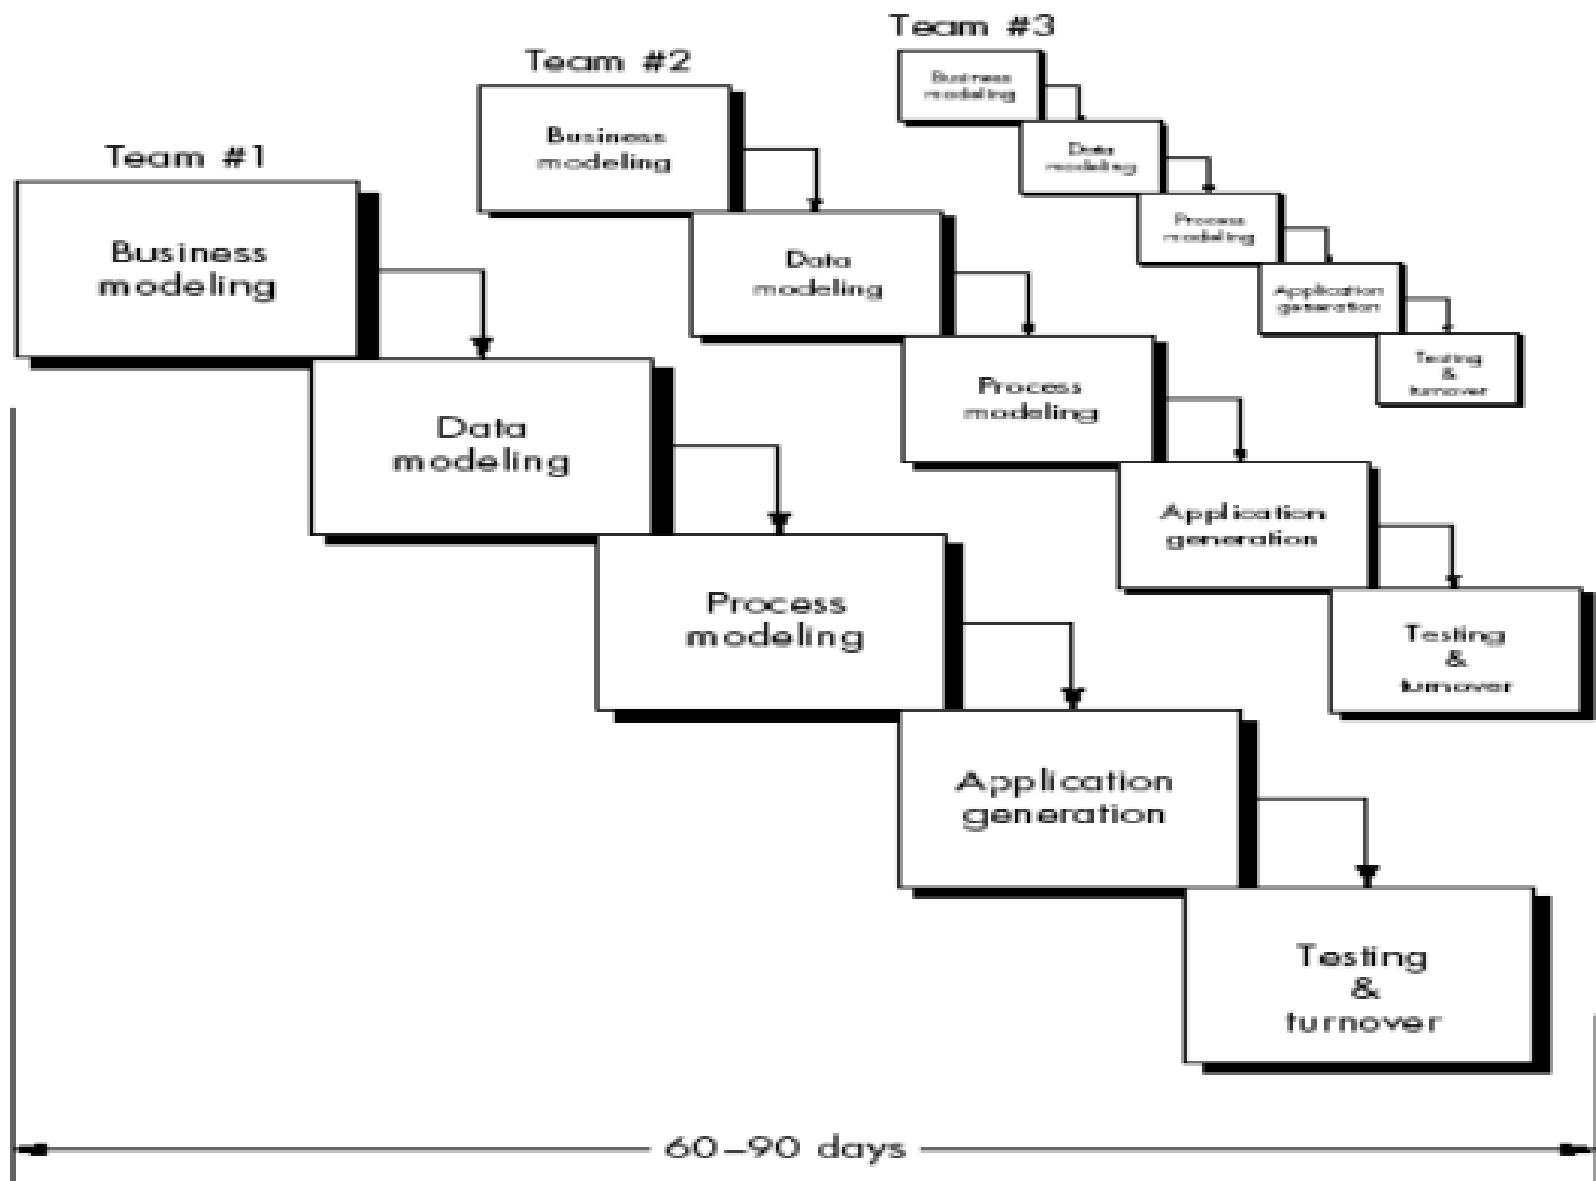 Team #1
Business
modeling
Data
modeling
Process
modeling
Application
generation
Testing
&
turnover
Team #2
Business
modeling
Data
modeling
Process
modeling
Application
generation
Testing
&
turnover
Team #3
Business
modeling
Data
modeling
Process
modeling
Application
generation
Testing
&
turnover
60–90 days